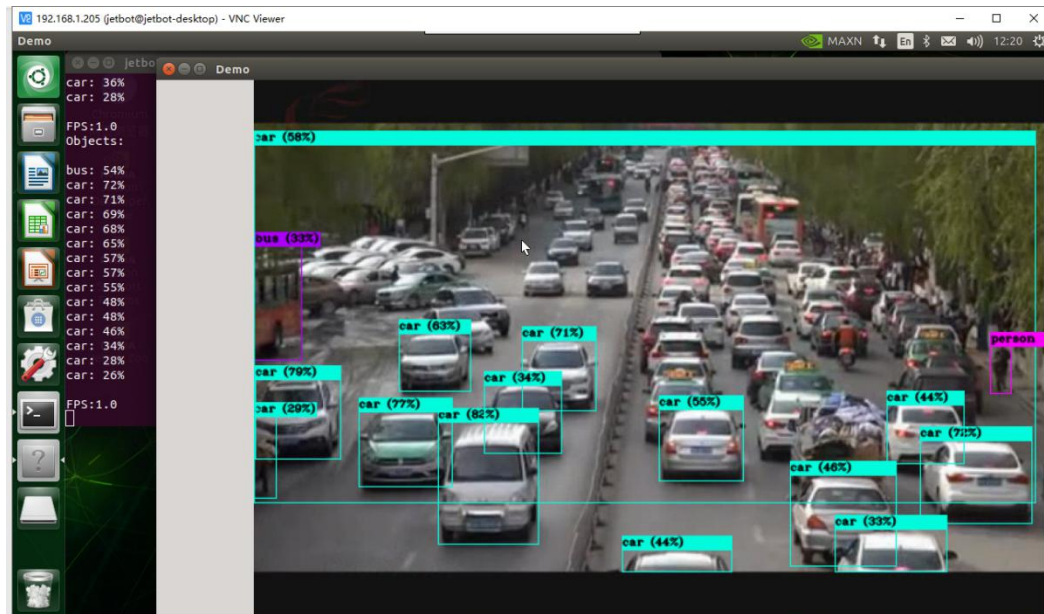 192.168.1.205 (jetbot@jetbot-desktop) - VNC Viewer
Demo
MAXN
En
12:20
jetbo
Demo
car: 36%
car: 28%
FPS:1.0
Objects:
bus: 54%
car: 72%
car: 71%
car: 69%
car: 68%
car: 65%
car: 57%
car: 57%
car: 55%
car: 48%
car: 48%
car: 46%
car: 34%
car: 28%
car: 26%
FPS:1.0
car (58%)
bus (33%)
car (63%)
car (71%)
person
car (79%)
car (34%)
car (29%)
car (77%)
car (82%)
car (55%)
car (44%)
car (72%)
car (46%)
car (33%)
car (44%)